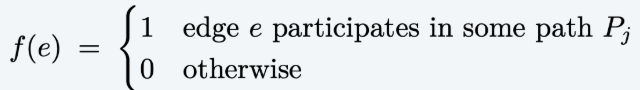 f(e) = { 1 edge e participates in some path P_j
0 otherwise